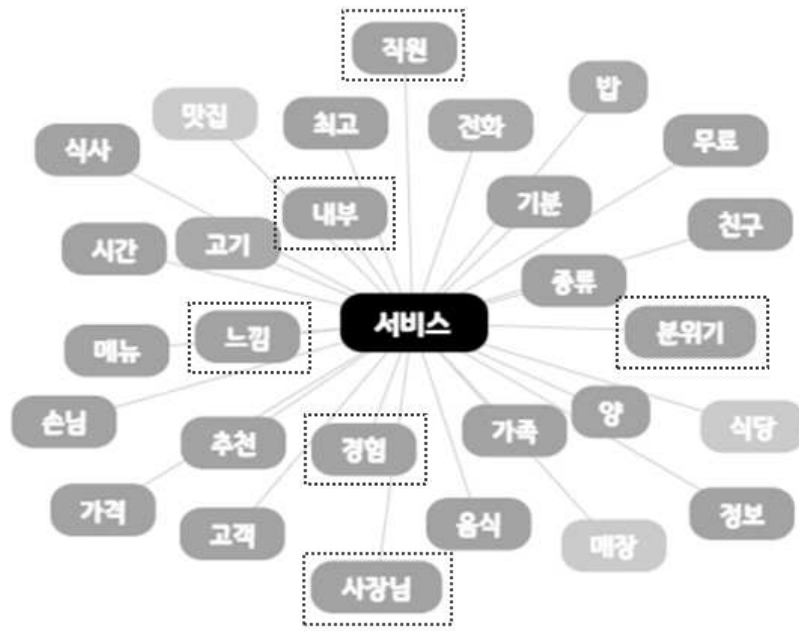 직원
밥
맛집
최고
전화
무료
식사
내부
기분
친구
시간
고기
종류
서비스
느낌
분위기
메뉴
손님
추천
경험
가족
양
식당
가격
고객
음식
매장
정보
사장님